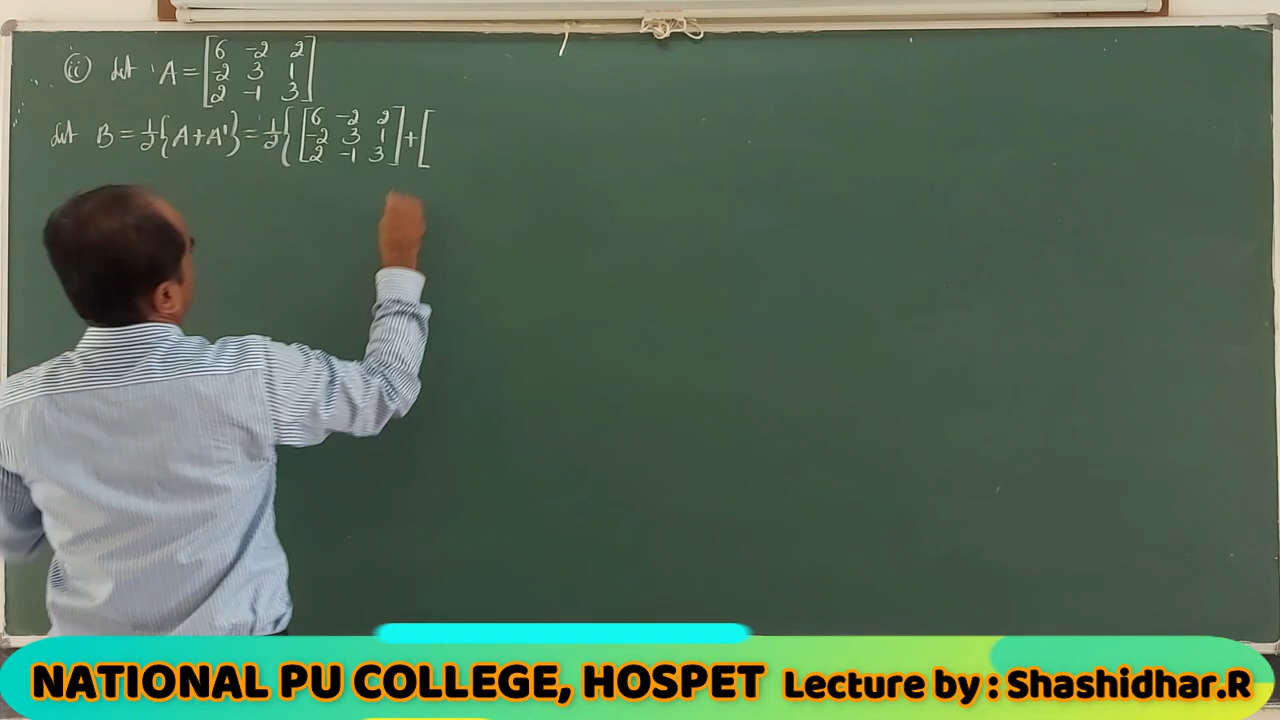 ii) Let A = [6 -2 2
-2 3 1
2 -1 3]
Let B = 1/2{A+A'} = 1/2{[6 -2 2
-2 3 1
2 -1 3] + [
NATIONAL PU COLLEGE, HOSPET Lecture by : Shashidhar.R